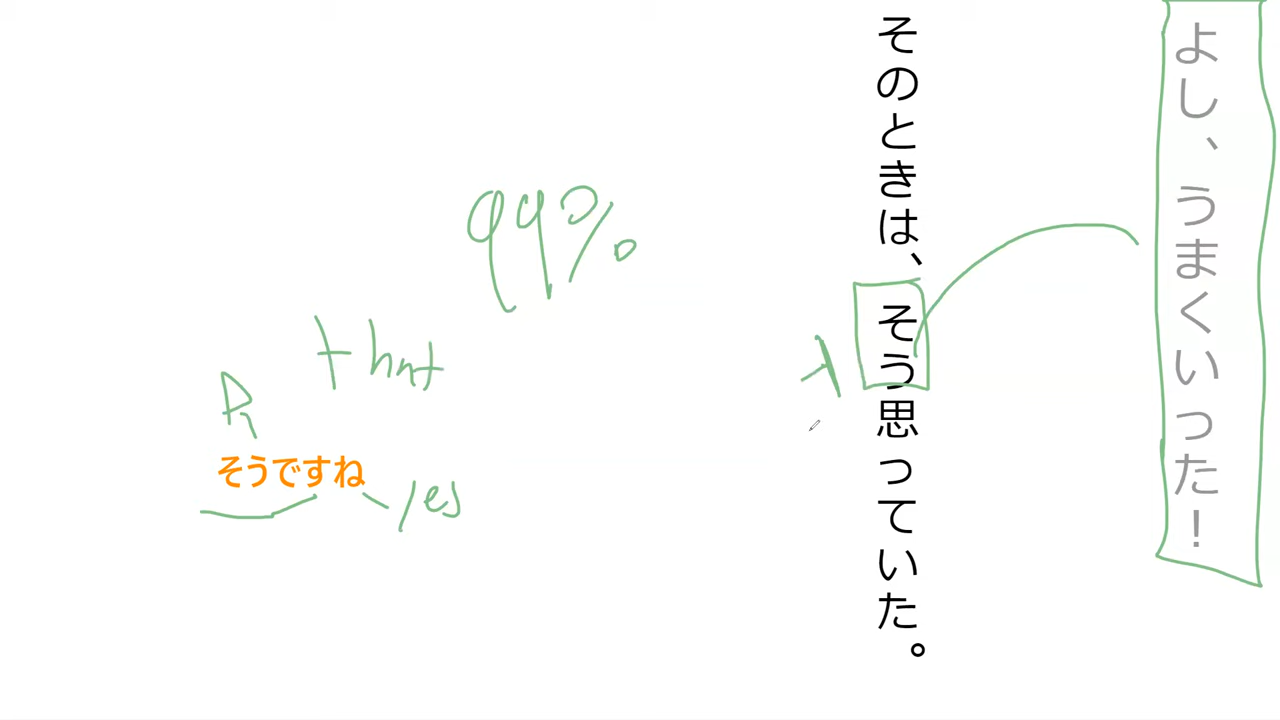 よし、うまくいった！
そのときは、そう思っていた。
99%
that
そうですね
yes